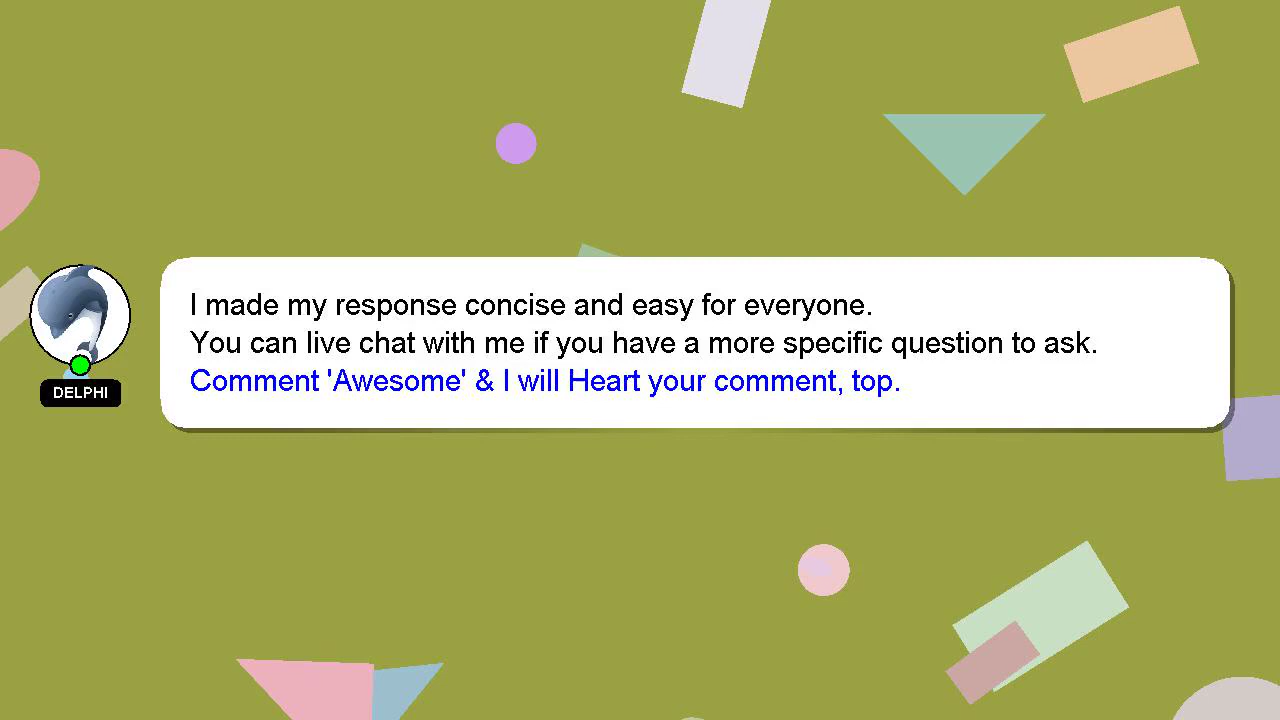 I made my response concise and easy for everyone.
You can live chat with me if you have a more specific question to ask.
Comment 'Awesome' & I will Heart your comment, top.
DELPHI